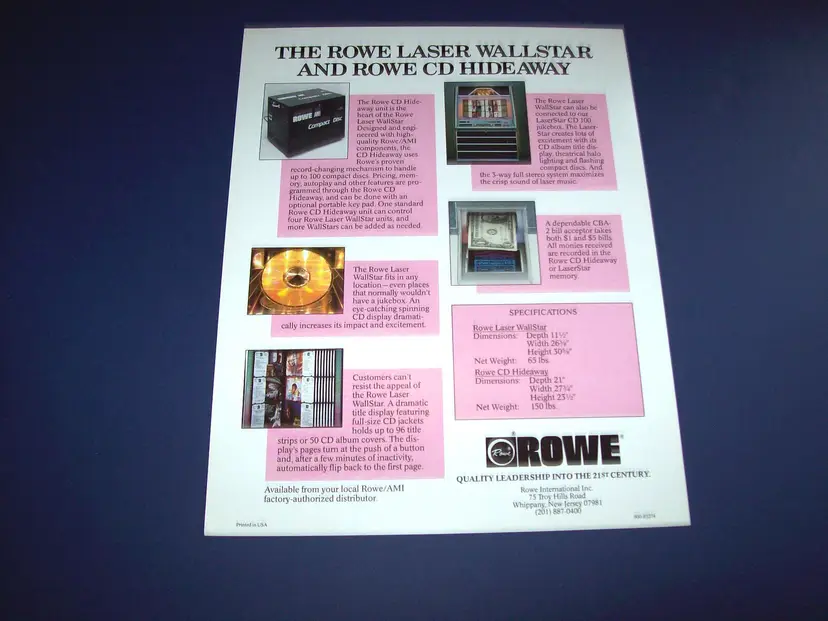 THE ROWE LASER WALLSTAR
AND ROWE CD HIDEAWAY
ROWE
Compact Disc
The Rowe CD Hide-
away unit is the
heart of the Rowe
Laser WallStar
Designed and engi-
neered with high-
quality Rowe/AMI
components, the
CD Hideaway uses
Rowe's proven
record-changing mechanism to handle
up to 100 compact discs. Pricing, mem-
ory, autoplay and other features are pro-
grammed through the Rowe CD
Hideaway, and can be done with an
optional portable key pad. One standard
Rowe CD Hideaway unit can control
four Rowe Laser WallStar units, and
more WallStars can be added as needed.
The Rowe Laser
WallStar fits in any
location—even places
that normally wouldn't
have a jukebox. An
eye-catching spinning
CD display dramati-
cally increases its impact and excitement.
Customers can't
resist the appeal of
the Rowe Laser
WallStar. A dramatic
title display featuring
full-size CD jackets
holds up to 96 title
strips or 50 CD album covers. The dis-
play's pages turn at the push of a button
and, after a few minutes of inactivity,
automatically flip back to the first page.
Available from your local Rowe/AMI
factory-authorized distributor.
Printed in USA
The Rowe Laser
WallStar can also be
connected to our
LaserStar CD 100
jukebox. The Laser-
Star creates lots of
excitement with its
CD album title dis-
play, theatrical halo
lighting and flashing
compact discs. And
the 3-way full stereo system maximizes
the crisp sound of laser music.
A dependable CBA-
2 bill acceptor takes
both $1 and $5 bills.
All monies received
are recorded in the
Rowe CD Hideaway
or LaserStar
memory.
SPECIFICATIONS
Rowe Laser WallStar
Dimensions: Depth 11½"
Width 26⅜"
Height 30⅛"
Net Weight: 65 lbs.
Rowe CD Hideaway
Dimensions: Depth 21"
Width 27¾"
Height 23½"
Net Weight: 150 lbs.
Rowe ROWE
QUALITY LEADERSHIP INTO THE 21ST CENTURY.
Rowe International Inc.
75 Troy Hills Road
Whippany, New Jersey 07981
(201) 887-0400